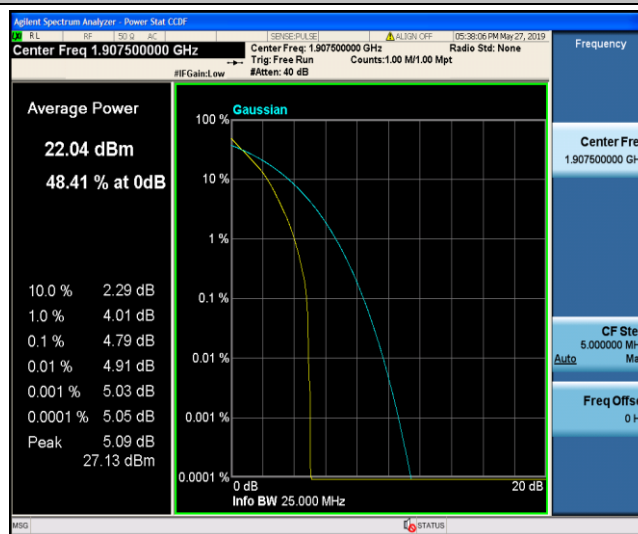 Agilent Spectrum Analyzer - Power Stat CCDF
RL RF 50 Ω AC SENSE:PULSE ALIGN OFF 05:38:06 PM May 27, 2019
Center Freq 1.907500000 GHz
Center Freq: 1.907500000 GHz Radio Std: None
Trig: Free Run Counts:1.00 M/1.00 Mpt
#IFGain:Low #Atten: 40 dB
Frequency
Average Power
22.04 dBm
48.41 % at 0dB
10.0 % 2.29 dB
1.0 % 4.01 dB
0.1 % 4.79 dB
0.01 % 4.91 dB
0.001 % 5.03 dB
0.0001 % 5.05 dB
Peak 5.09 dB
27.13 dBm
Gaussian
100 %
10 %
1 %
0.1 %
0.01 %
0.001 %
0.0001 %
0 dB 20 dB
Info BW 25.000 MHz
Center Fre
1.907500000 GH
CF Ste
5.000000 MH
Auto Ma
Freq Offse
0 H
MSG STATUS